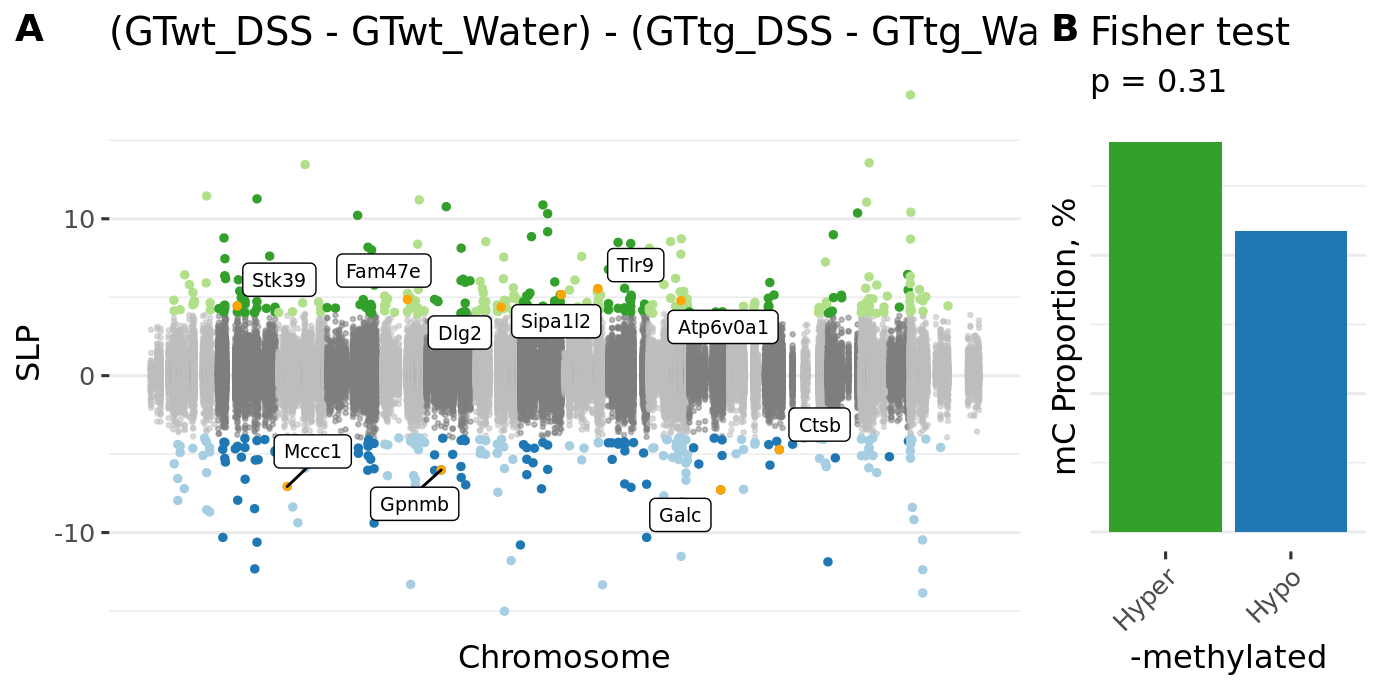 A
(GTwt_DSS - GTwt_Water) - (GTtg_DSS - GTtg_Wa
SLP
10
0
-10
Stk39
Fam47e
Tlr9
Dlg2
Sipa1l2
Atp6v0a1
Ctsb
Mccc1
Gpnmb
Galc
Chromosome
B
Fisher test
p = 0.31
mC Proportion, %
Hyper
Hypo
-methylated